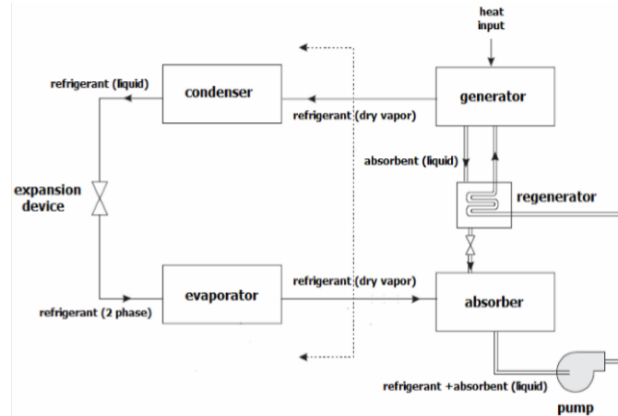 heat
input
refrigerant (liquid)
condenser
generator
refrigerant (dry vapor)
absorbent (liquid)
regenerator
expansion
device
refrigerant (dry vapor)
evaporator
absorber
refrigerant (2 phase)
refrigerant +absorbent (liquid)
pump